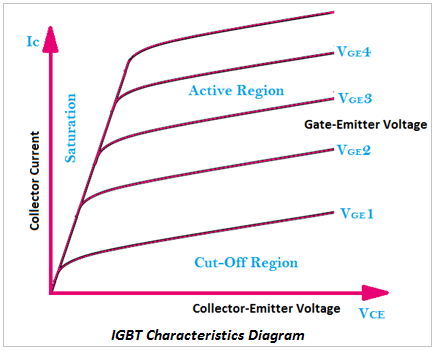 Ic
VGE4
Active Region
VGE3
Gate-Emitter Voltage
Saturation
Collector Current
VGE2
VGE1
Cut-Off Region
Collector-Emitter Voltage
VCE
IGBT Characteristics Diagram